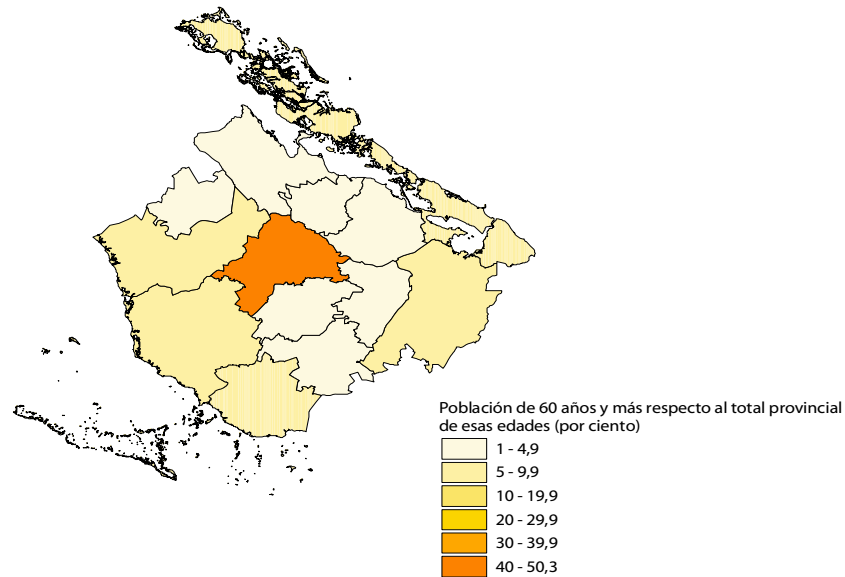 Población de 60 años y más respecto al total provincial
de esas edades (por ciento)
1 - 4,9
5 - 9,9
10 - 19,9
20 - 29,9
30 - 39,9
40 - 50,3